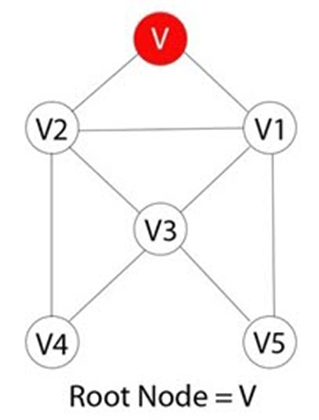 V
V2 V1
V3
V4 V5
Root Node = V